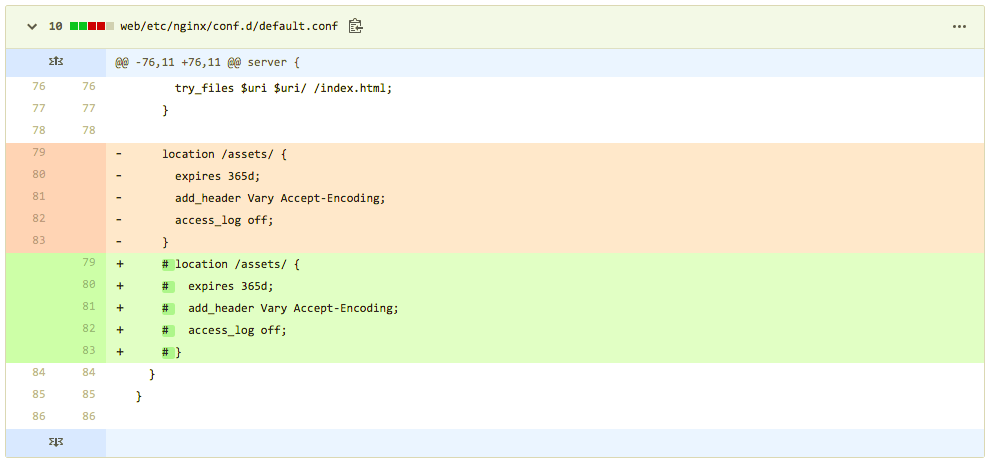 10 web/etc/nginx/conf.d/default.conf
@@ -76,11 +76,11 @@ server {
76 76 try_files $uri $uri/ /index.html;
77 77 }
78 78
79 - location /assets/ {
80 - expires 365d;
81 - add_header Vary Accept-Encoding;
82 - access_log off;
83 - }
79 + # location /assets/ {
80 + # expires 365d;
81 + # add_header Vary Accept-Encoding;
82 + # access_log off;
83 + # }
84 84 }
85 85 }
86 86